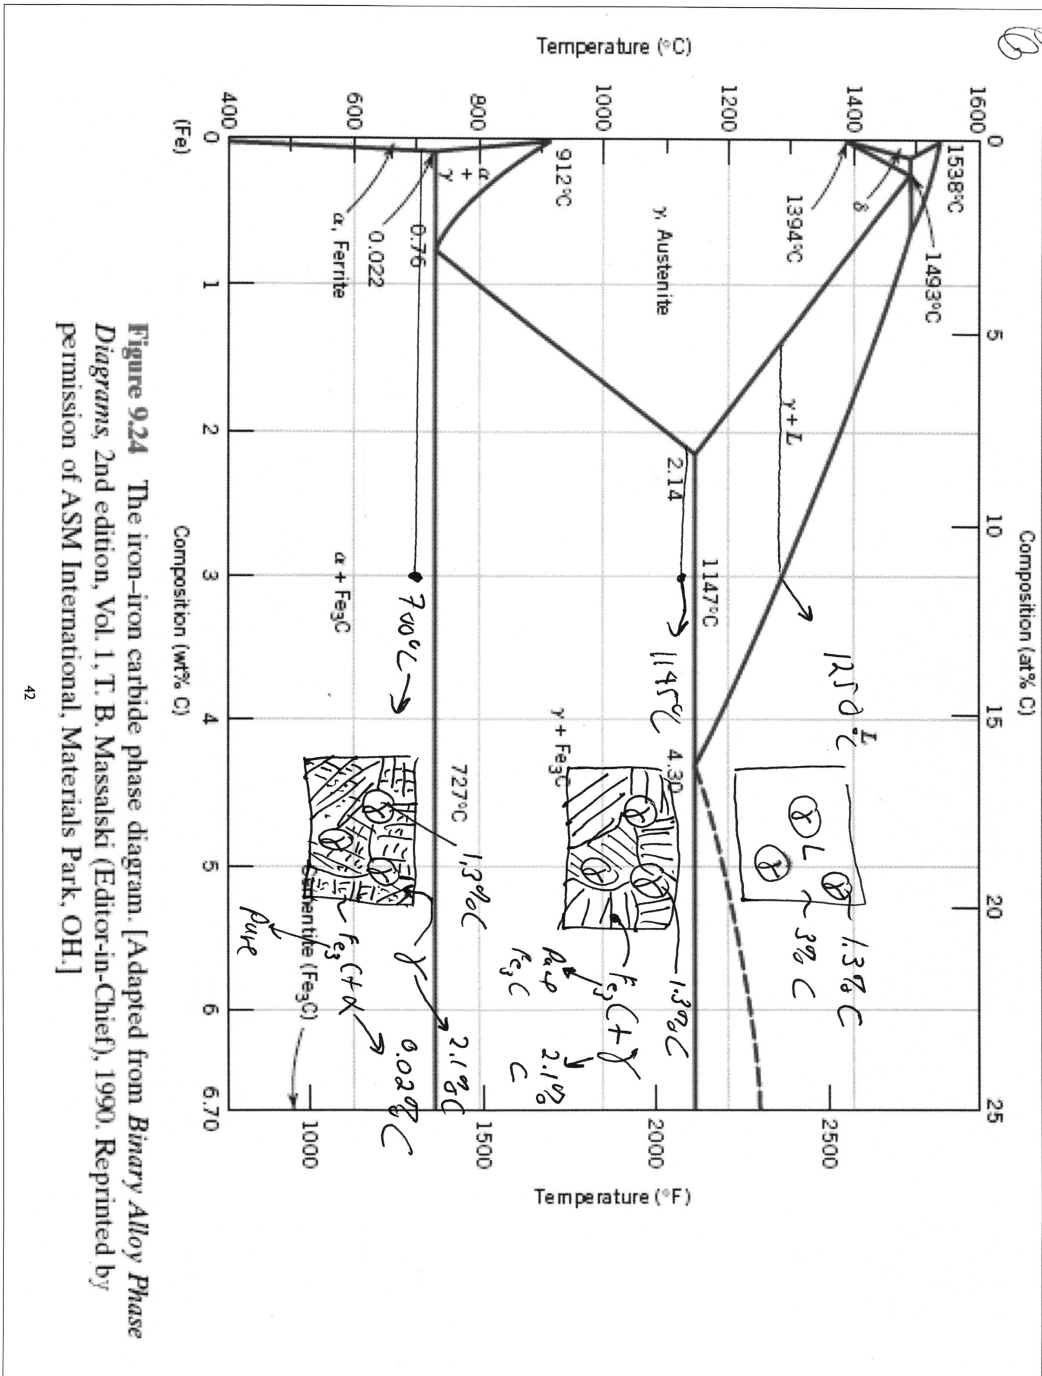 6
Composition (at% C)
0 5 10 15 20 25
1600
1538°C
1493°C
δ
1400
1394°C
L
γ + L
1250°C
γ L
γ
γ
1.3% C
3% C
2500
1200
1147°C
2.14
4.30
1145°C
γ, Austenite
1000
γ + Fe₃C
γ
γ
γ
1.3% C
Fe₃C + γ
Fe₃C
2.1% C
2000
912°C
800
α + γ
727°C
1500
0.76
0.022
700°C
γ
γ
γ
1.3% C
γ
2.1% C
600
α, Ferrite
α + Fe₃C
Fe₃C + α
pure
0.02% C
Cementite (Fe₃C)
1000
400
0 1 2 3 4 5 6 6.70
(Fe)
Composition (wt% C)
Temperature (°C)
Temperature (°F)
Figure 9.24 The iron–iron carbide phase diagram. [Adapted from Binary Alloy Phase
Diagrams, 2nd edition, Vol. 1, T. B. Massalski (Editor-in-Chief), 1990. Reprinted by
permission of ASM International, Materials Park, OH.]
42